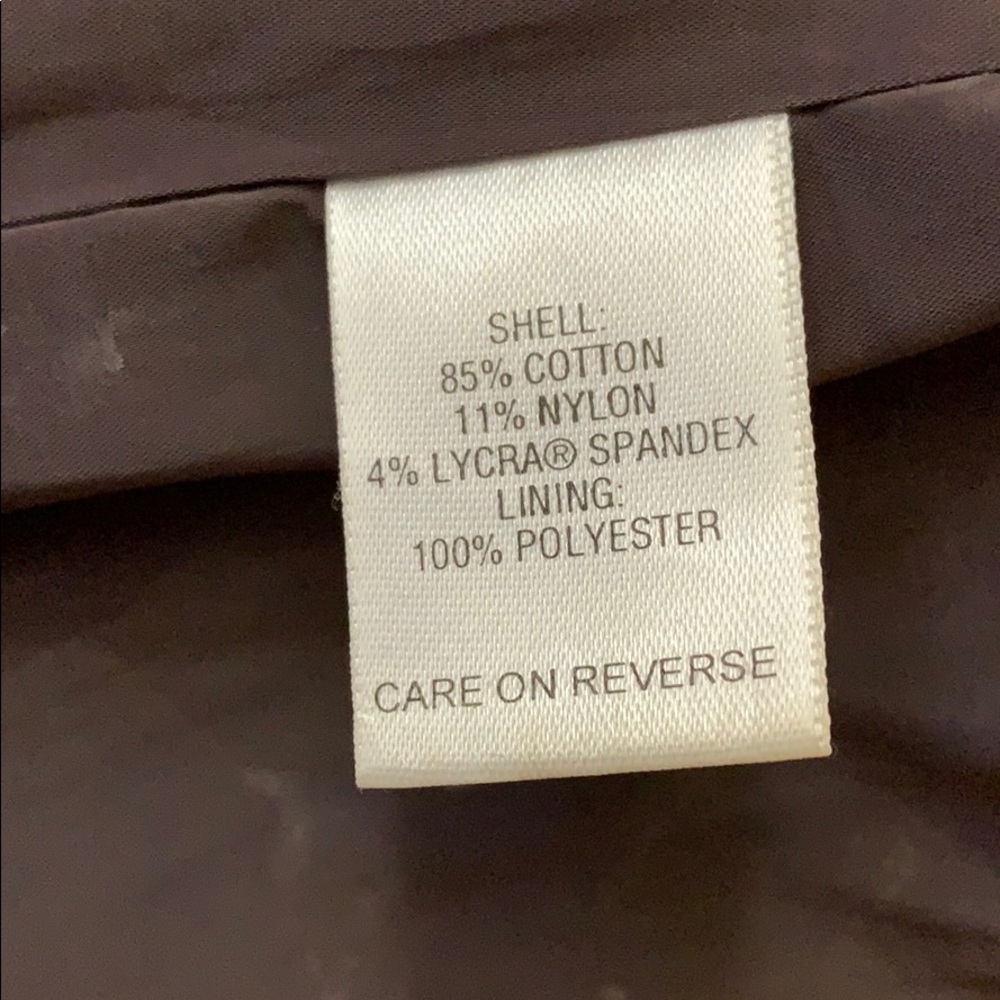 SHELL:
85% COTTON
11% NYLON
4% LYCRA® SPANDEX
LINING:
100% POLYESTER
CARE ON REVERSE